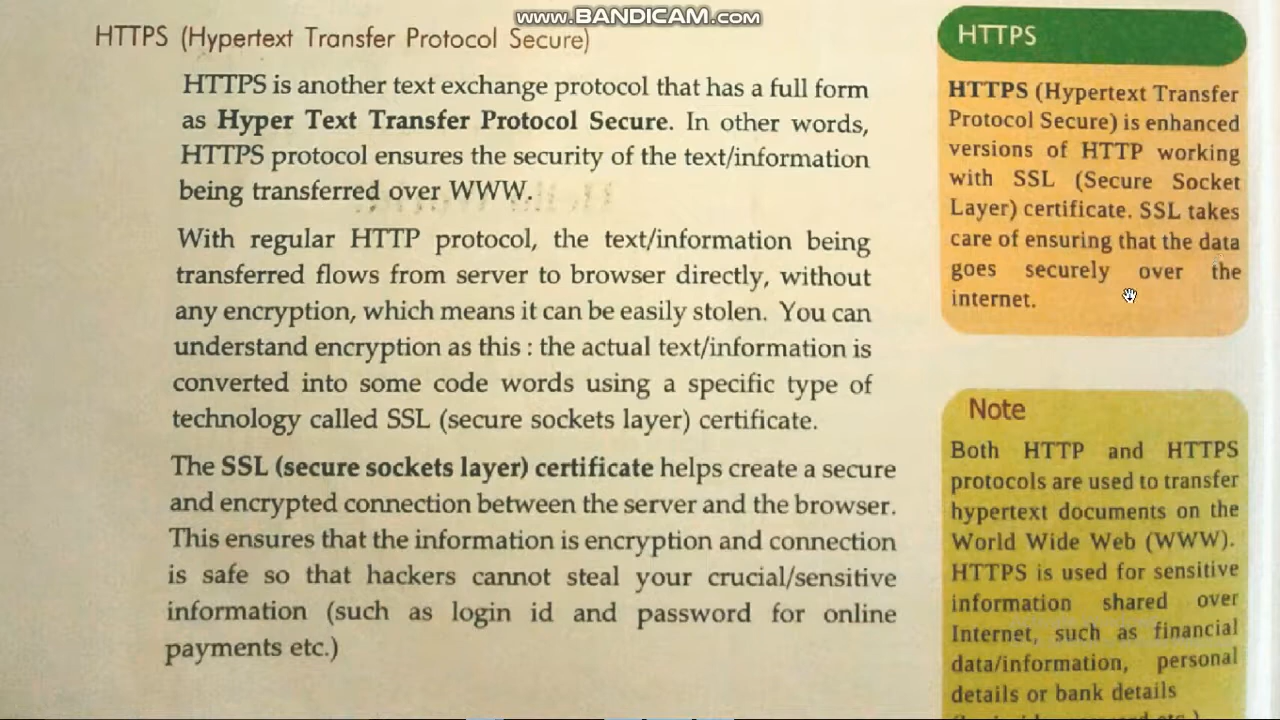 www.BANDICAM.com
HTTPS (Hypertext Transfer Protocol Secure)
HTTPS is another text exchange protocol that has a full form
as Hyper Text Transfer Protocol Secure. In other words,
HTTPS protocol ensures the security of the text/information
being transferred over WWW.
With regular HTTP protocol, the text/information being
transferred flows from server to browser directly, without
any encryption, which means it can be easily stolen. You can
understand encryption as this : the actual text/information is
converted into some code words using a specific type of
technology called SSL (secure sockets layer) certificate.
The SSL (secure sockets layer) certificate helps create a secure
and encrypted connection between the server and the browser.
This ensures that the information is encryption and connection
is safe so that hackers cannot steal your crucial/sensitive
information (such as login id and password for online
payments etc.)
HTTPS
HTTPS (Hypertext Transfer
Protocol Secure) is enhanced
versions of HTTP working
with SSL (Secure Socket
Layer) certificate. SSL takes
care of ensuring that the data
goes securely over the
internet.
Note
Both HTTP and HTTPS
protocols are used to transfer
hypertext documents on the
World Wide Web (WWW).
HTTPS is used for sensitive
information shared over
Internet, such as financial
data/information, personal
details or bank details